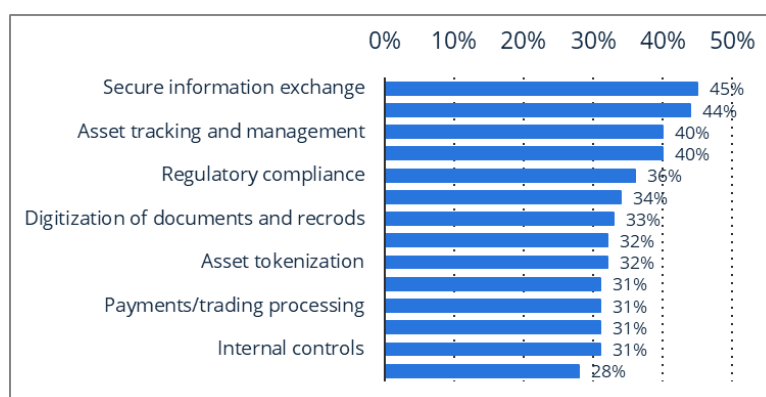 0% 10% 20% 30% 40% 50%
Secure information exchange 45%
44%
Asset tracking and management 40%
40%
Regulatory compliance 36%
34%
Digitization of documents and recrods 33%
32%
Asset tokenization 32%
31%
Payments/trading processing 31%
31%
Internal controls 31%
28%